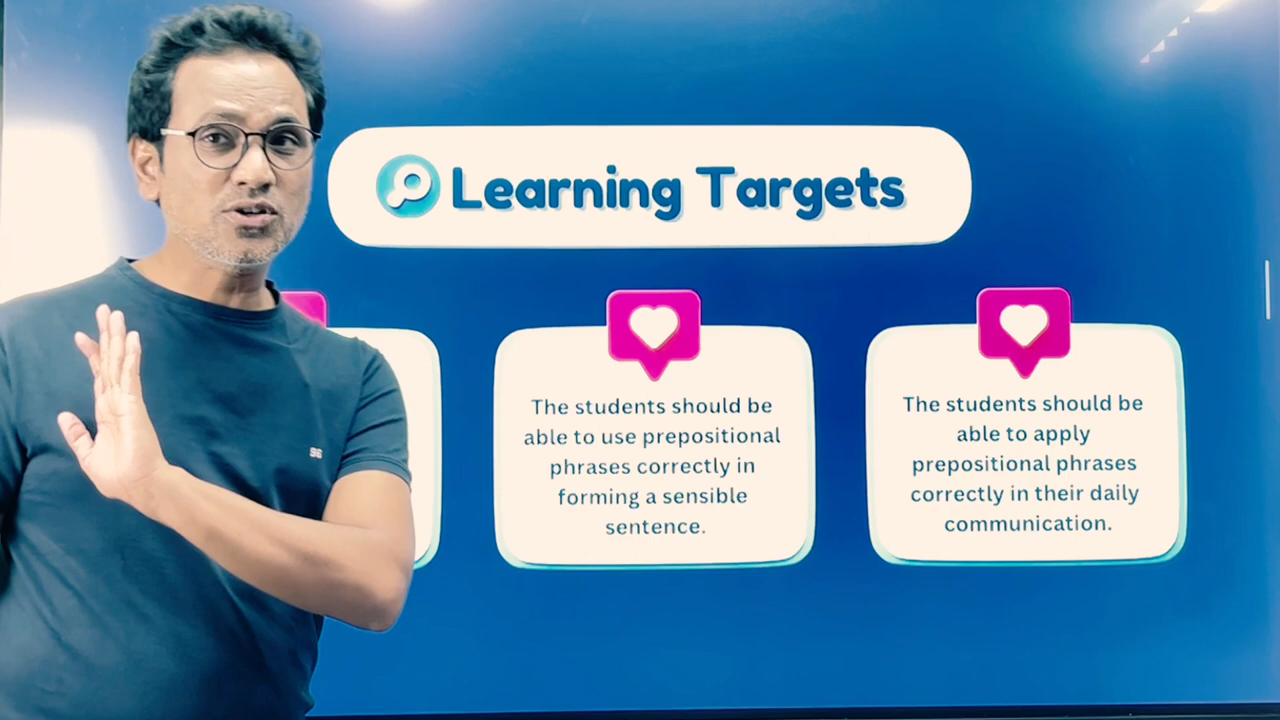 Learning Targets
The students should be
able to use prepositional
phrases correctly in
forming a sensible
sentence.
The students should be
able to apply
prepositional phrases
correctly in their daily
communication.